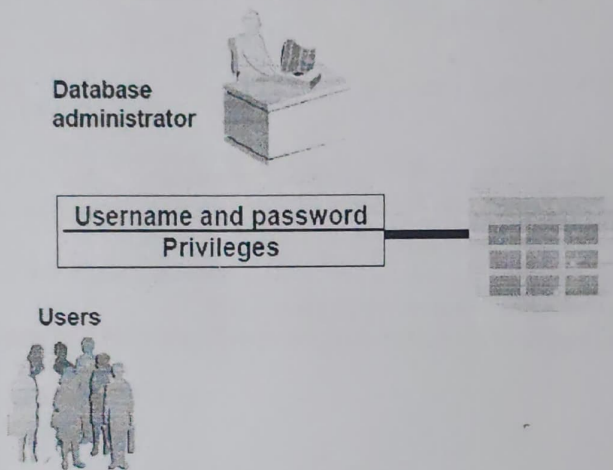 Database
administrator
Username and password
Privileges
Users